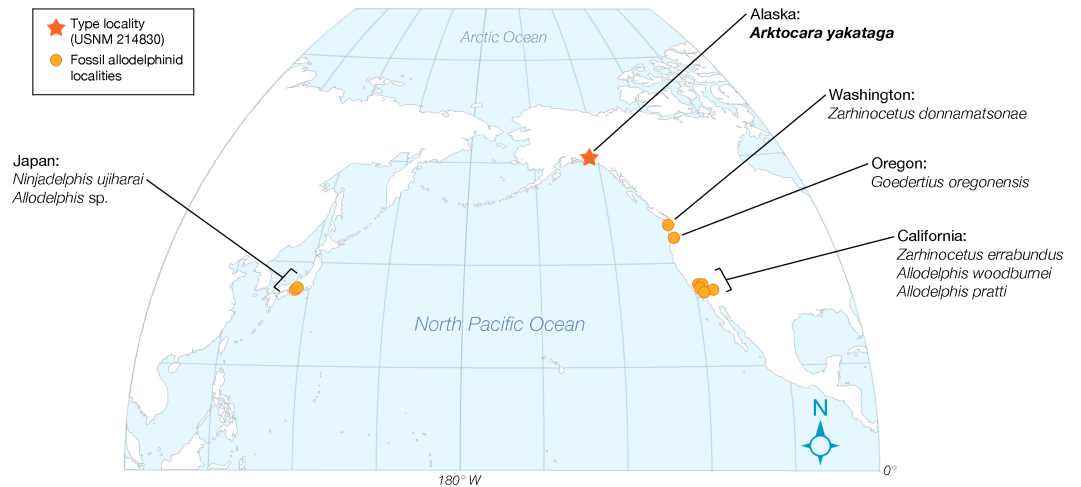 Type locality
(USNM 214830)
Fossil allodelphinid
localities
Arctic Ocean
Alaska:
Arktocara yakataga
Washington:
Zarhinocetus donnamatsonae
Japan:
Ninjadelphis ujiharai
Allodelphis sp.
Oregon:
Goedertius oregonensis
California:
Zarhinocetus errabundus
Allodelphis woodburnei
Allodelphis pratti
North Pacific Ocean
N
0°
180° W